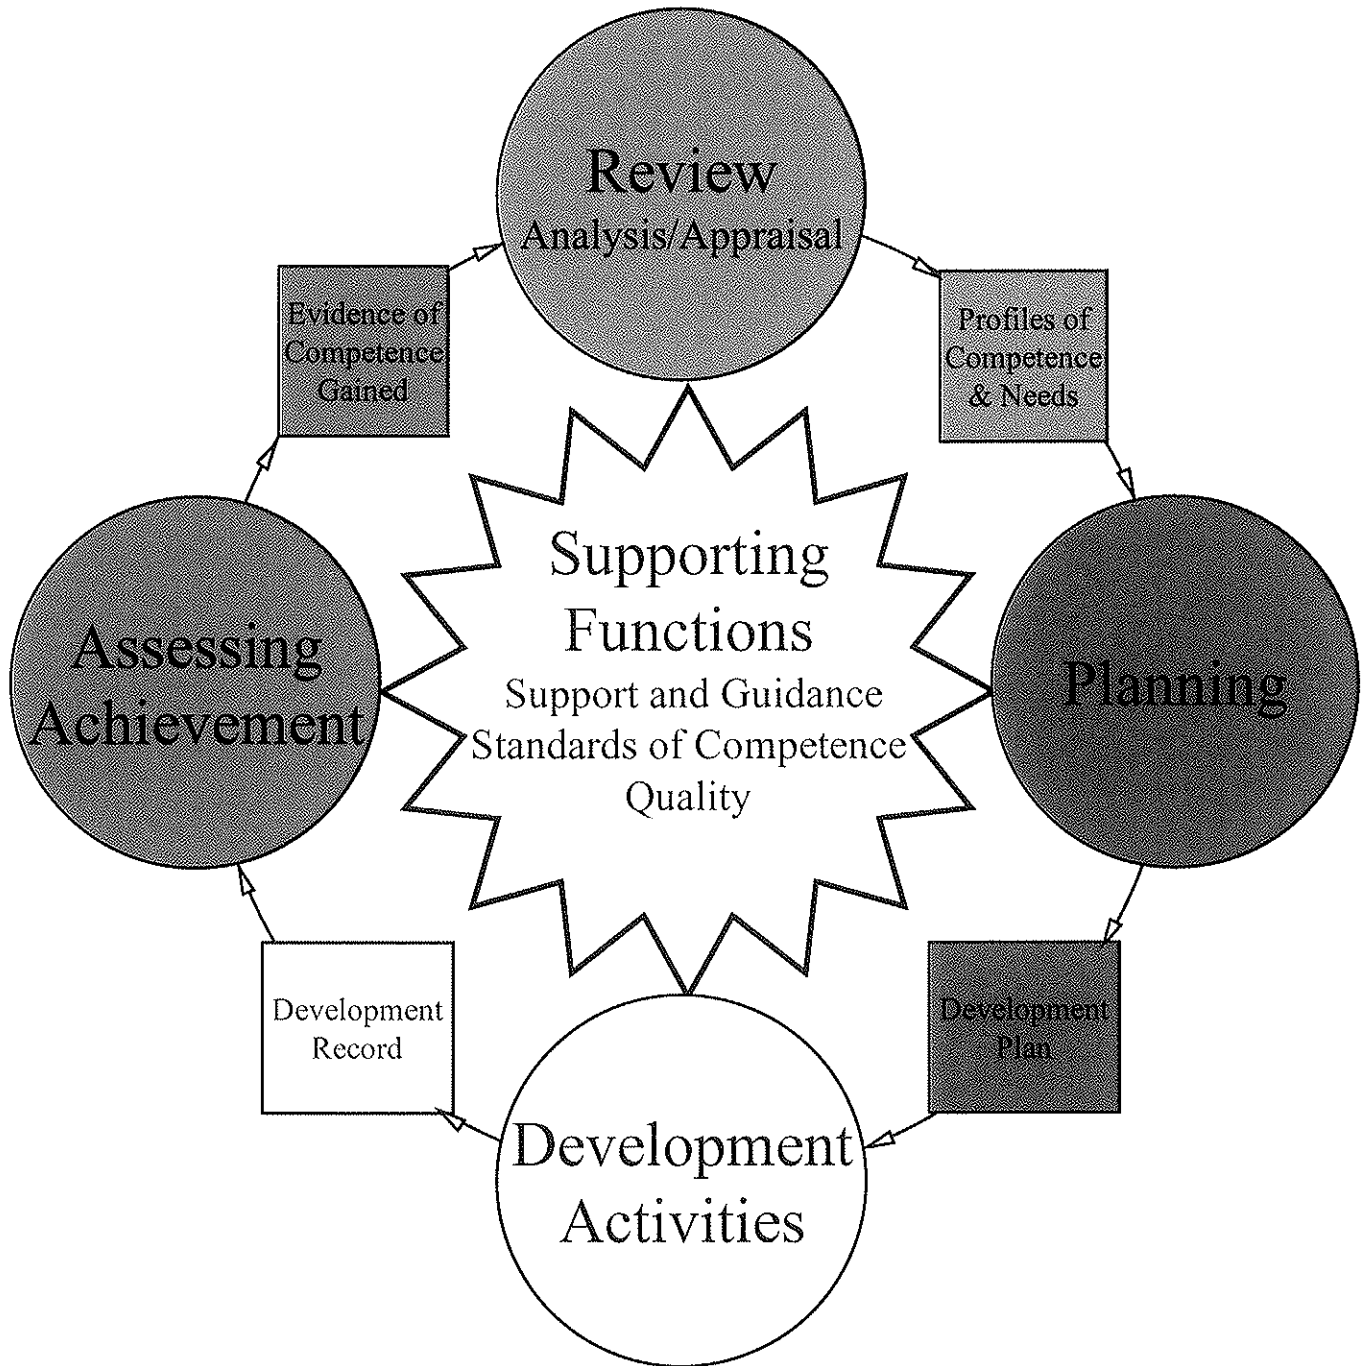 Review
Analysis/Appraisal
Evidence of
Competence
Gained
Profiles of
Competence
& Needs
Supporting
Functions
Support and Guidance
Standards of Competence
Quality
Assessing
Achievement
Planning
Development
Record
Development
Plan
Development
Activities